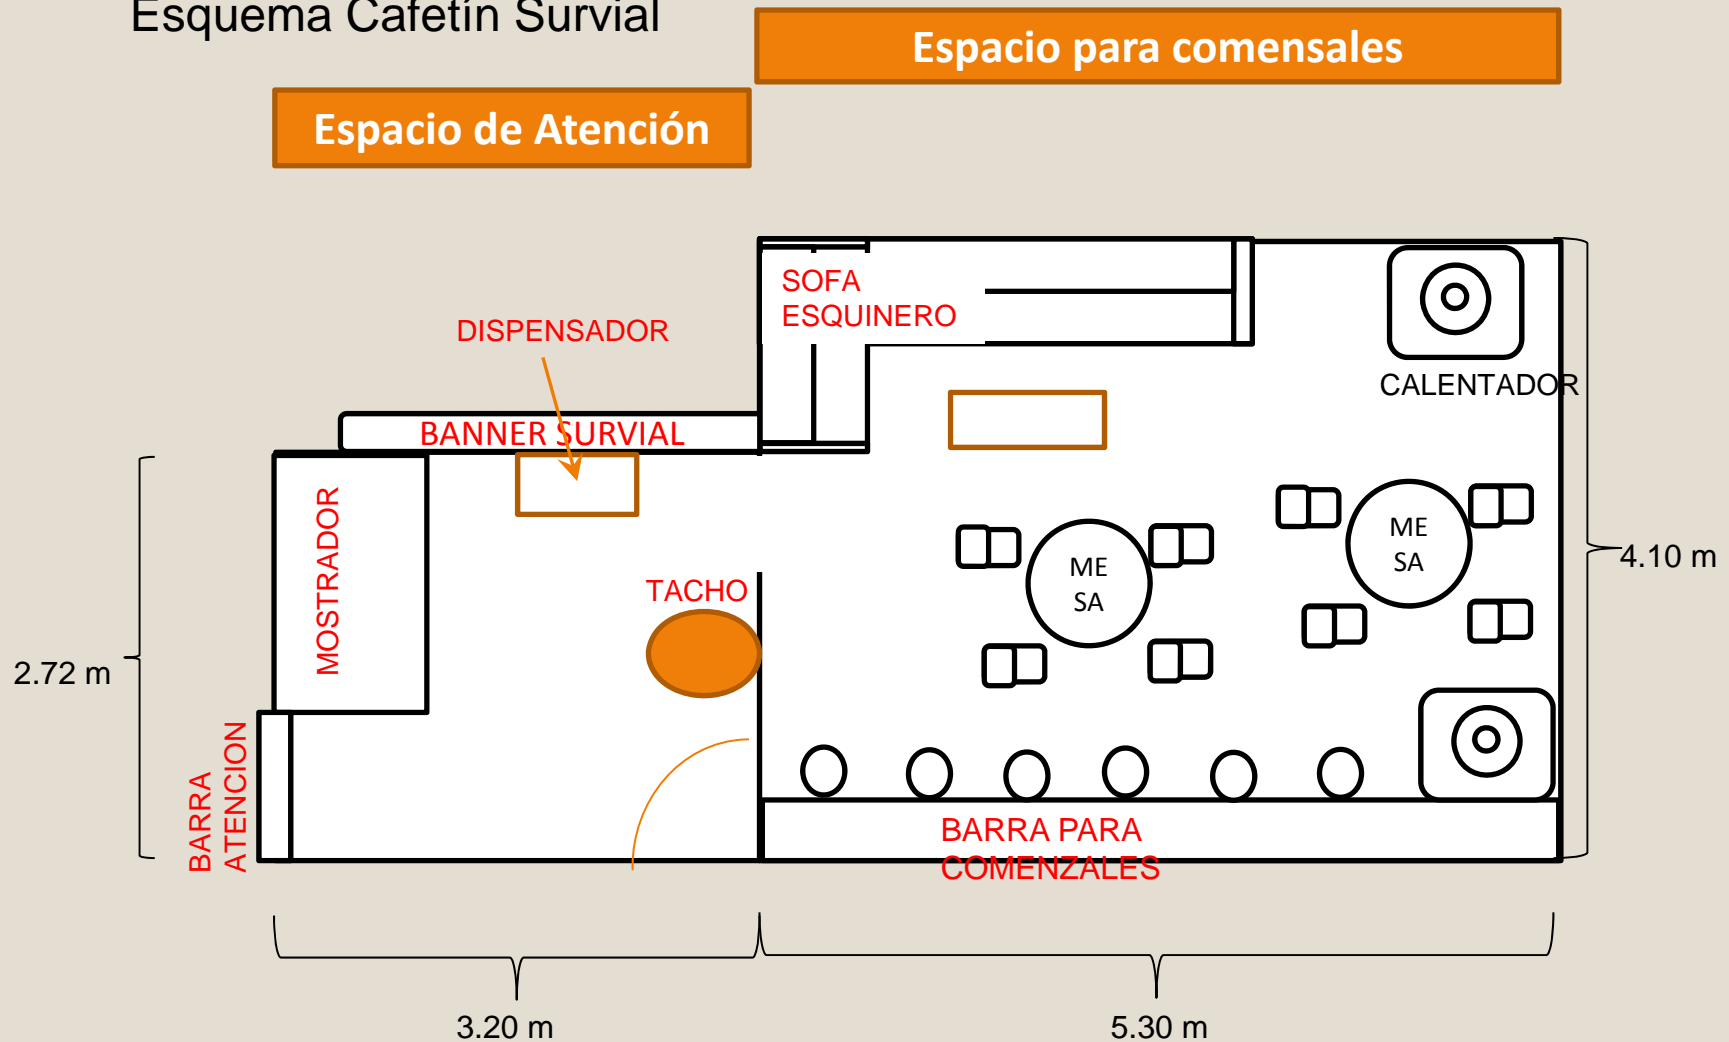 Esquema Cafetín Survial
Espacio para comensales
Espacio de Atención
SOFA
ESQUINERO
DISPENSADOR
CALENTADOR
BANNER SURVIAL
MOSTRADOR
ME
SA
ME
SA
4.10 m
TACHO
2.72 m
BARRA
ATENCION
BARRA PARA
COMENZALES
3.20 m
5.30 m